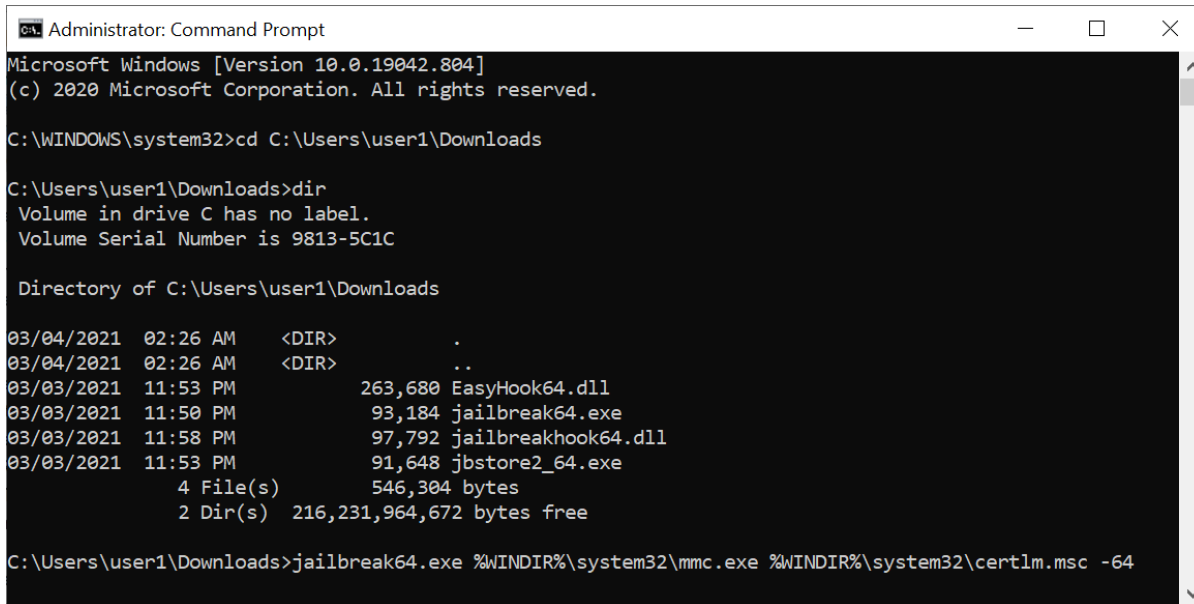 Administrator: Command Prompt
Microsoft Windows [Version 10.0.19042.804]
(c) 2020 Microsoft Corporation. All rights reserved.
C:\WINDOWS\system32>cd C:\Users\user1\Downloads
C:\Users\user1\Downloads>dir
 Volume in drive C has no label.
 Volume Serial Number is 9813-5C1C
 Directory of C:\Users\user1\Downloads
03/04/2021  02:26 AM    <DIR>          .
03/04/2021  02:26 AM    <DIR>          ..
03/03/2021  11:53 PM           263,680 EasyHook64.dll
03/03/2021  11:50 PM            93,184 jailbreak64.exe
03/03/2021  11:58 PM            97,792 jailbreakhook64.dll
03/03/2021  11:53 PM            91,648 jbstore2_64.exe
               4 File(s)        546,304 bytes
               2 Dir(s)  216,231,964,672 bytes free
C:\Users\user1\Downloads>jailbreak64.exe %WINDIR%\system32\mmc.exe %WINDIR%\system32\certlm.msc -64